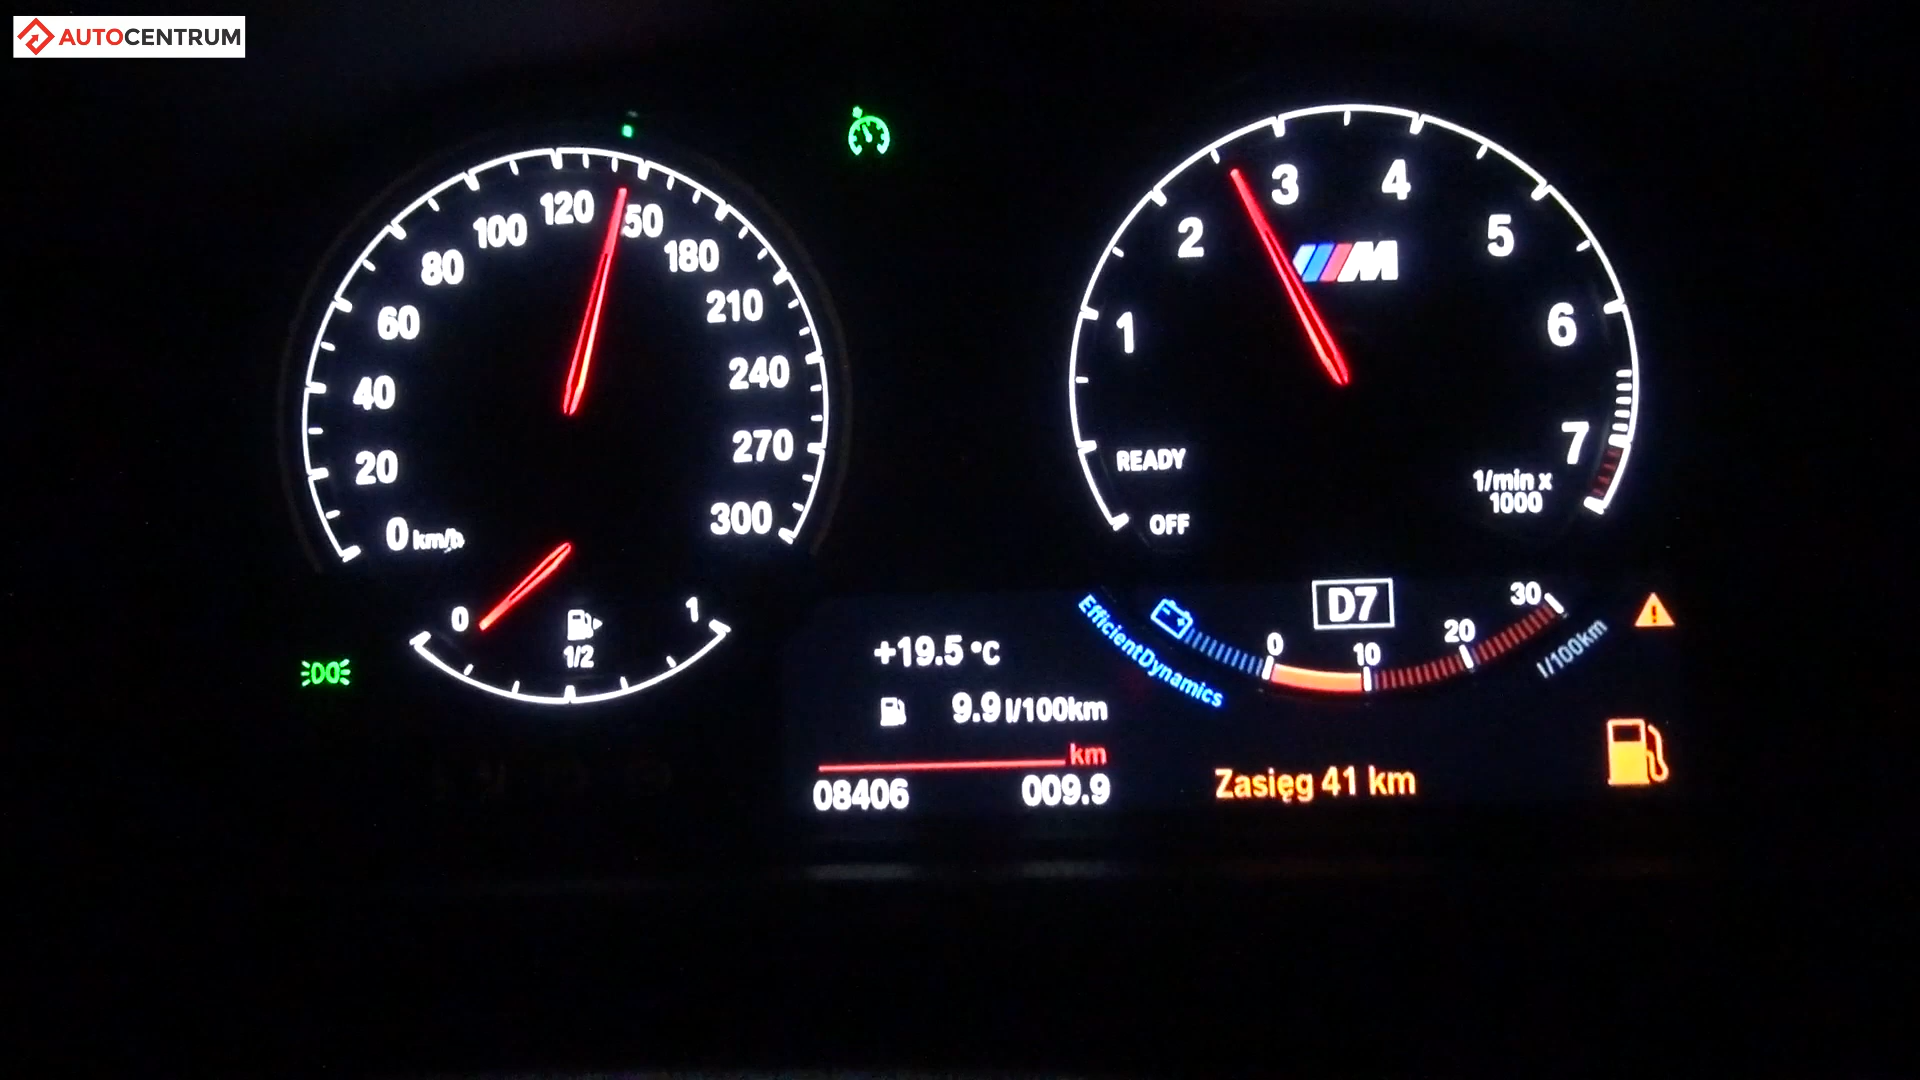 AUTOCENTRUM
0 km/h
20
40
60
80
100
120
50
180
210
240
270
300
0
1/2
1
OFF
READY
1
2
3
4
5
6
7
M
1/min x
1000
+19.5 °C
9.9 l/100km
km
08406
009.9
EfficientDynamics
D7
0
10
20
30
l/100km
Zasięg 41 km